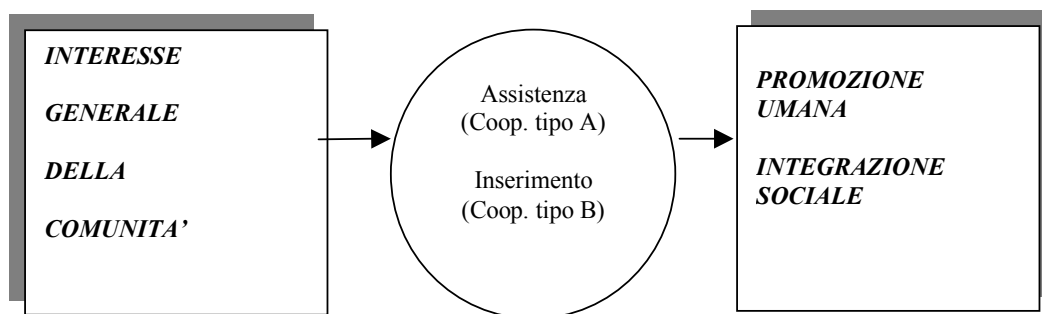 INTERESSE
GENERALE
DELLA
COMUNITA’
Assistenza
(Coop. tipo A)
Inserimento
(Coop. tipo B)
PROMOZIONE
UMANA
INTEGRAZIONE
SOCIALE